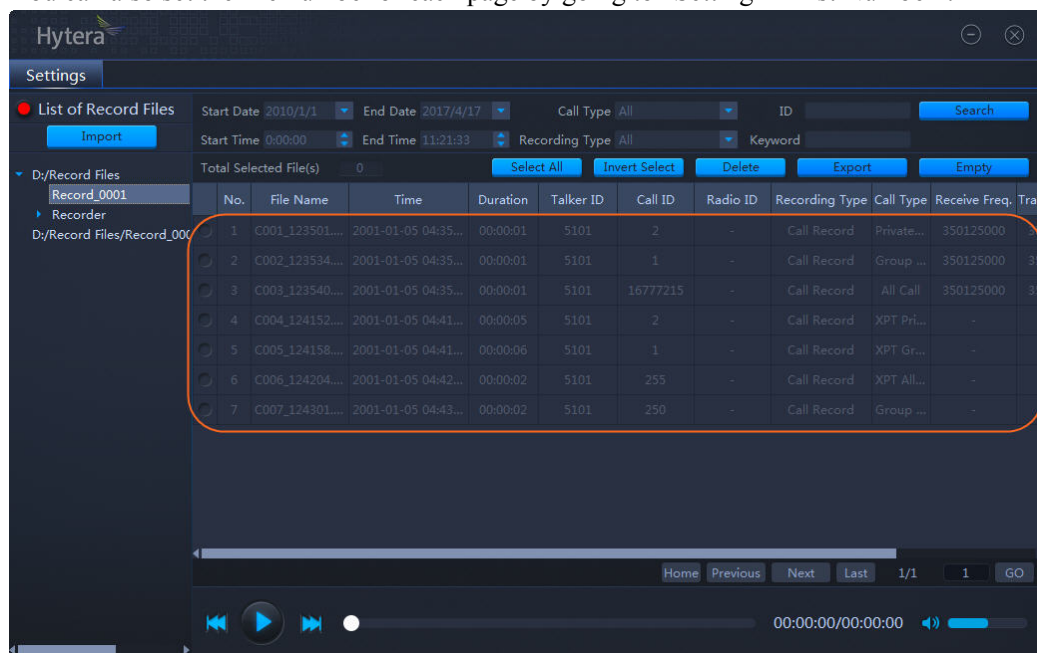 Hytera
Settings
List of Record Files
Import
D:/Record Files
Record_0001
Recorder
D:/Record Files/Record_000
Start Date 2010/1/1 End Date 2017/4/17 Call Type All ID Search
Start Time 0:00:00 End Time 11:21:33 Recording Type All Keyword
Total Selected File(s) 0 Select All Invert Select Delete Export Empty
No. File Name Time Duration Talker ID Call ID Radio ID Recording Type Call Type Receive Freq. Tra
1 C001_123501.... 2001-01-05 04:35... 00:00:01 5101 2 - Call Record Private... 350125000 3
2 C002_123534.... 2001-01-05 04:35... 00:00:01 5101 1 - Call Record Group ... 350125000 3
3 C003_123540.... 2001-01-05 04:35... 00:00:01 5101 16777215 - Call Record All Call 350125000 3
4 C004_124152.... 2001-01-05 04:41... 00:00:05 5101 2 - Call Record XPT Pri... -
5 C005_124158.... 2001-01-05 04:41... 00:00:06 5101 1 - Call Record XPT Gr... -
6 C006_124204.... 2001-01-05 04:42... 00:00:02 5101 255 - Call Record XPT All... -
7 C007_124301.... 2001-01-05 04:43... 00:00:02 5101 250 - Call Record Group ... -
Home Previous Next Last 1/1 1 GO
00:00:00/00:00:00